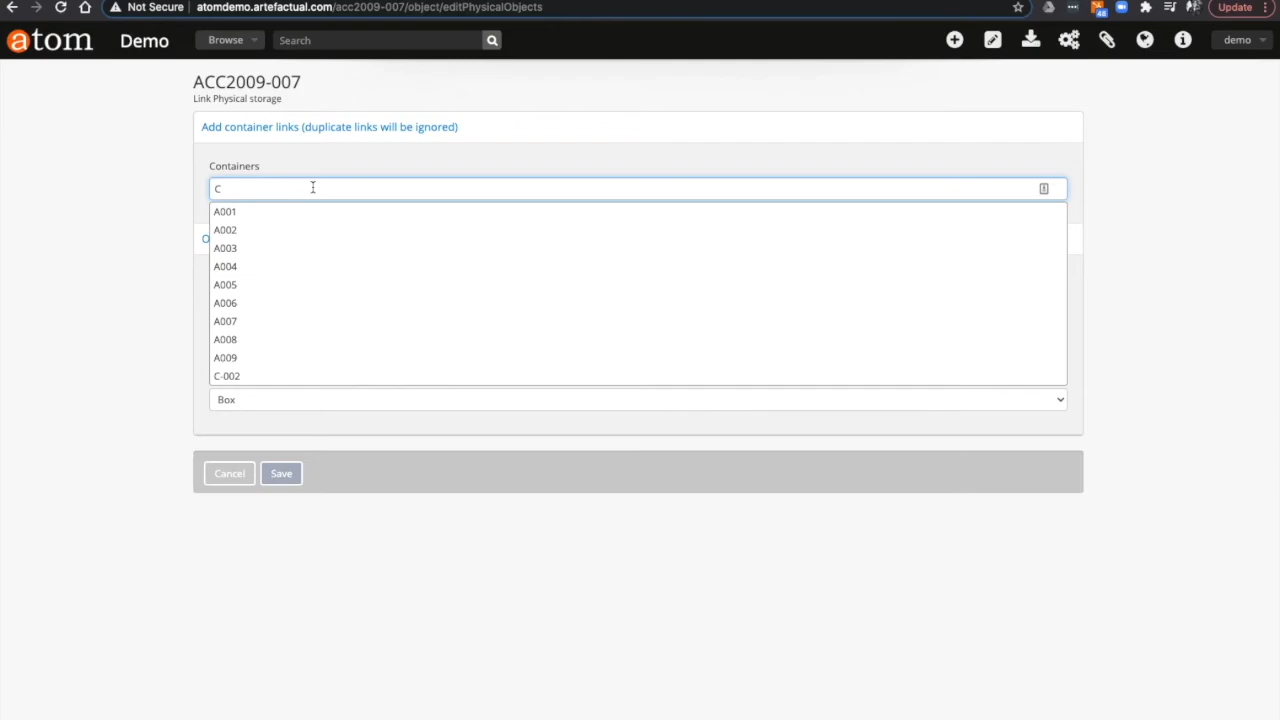 Not Secure atomdemo.artefactual.com/acc2009-007/object/editPhysicalObjects
48
Update
atom Demo Browse Search demo
ACC2009-007
Link Physical storage
Add container links (duplicate links will be ignored)
Containers
C
A001
A002
A003
A004
A005
A006
A007
A008
A009
C-002
O
Box
Cancel Save